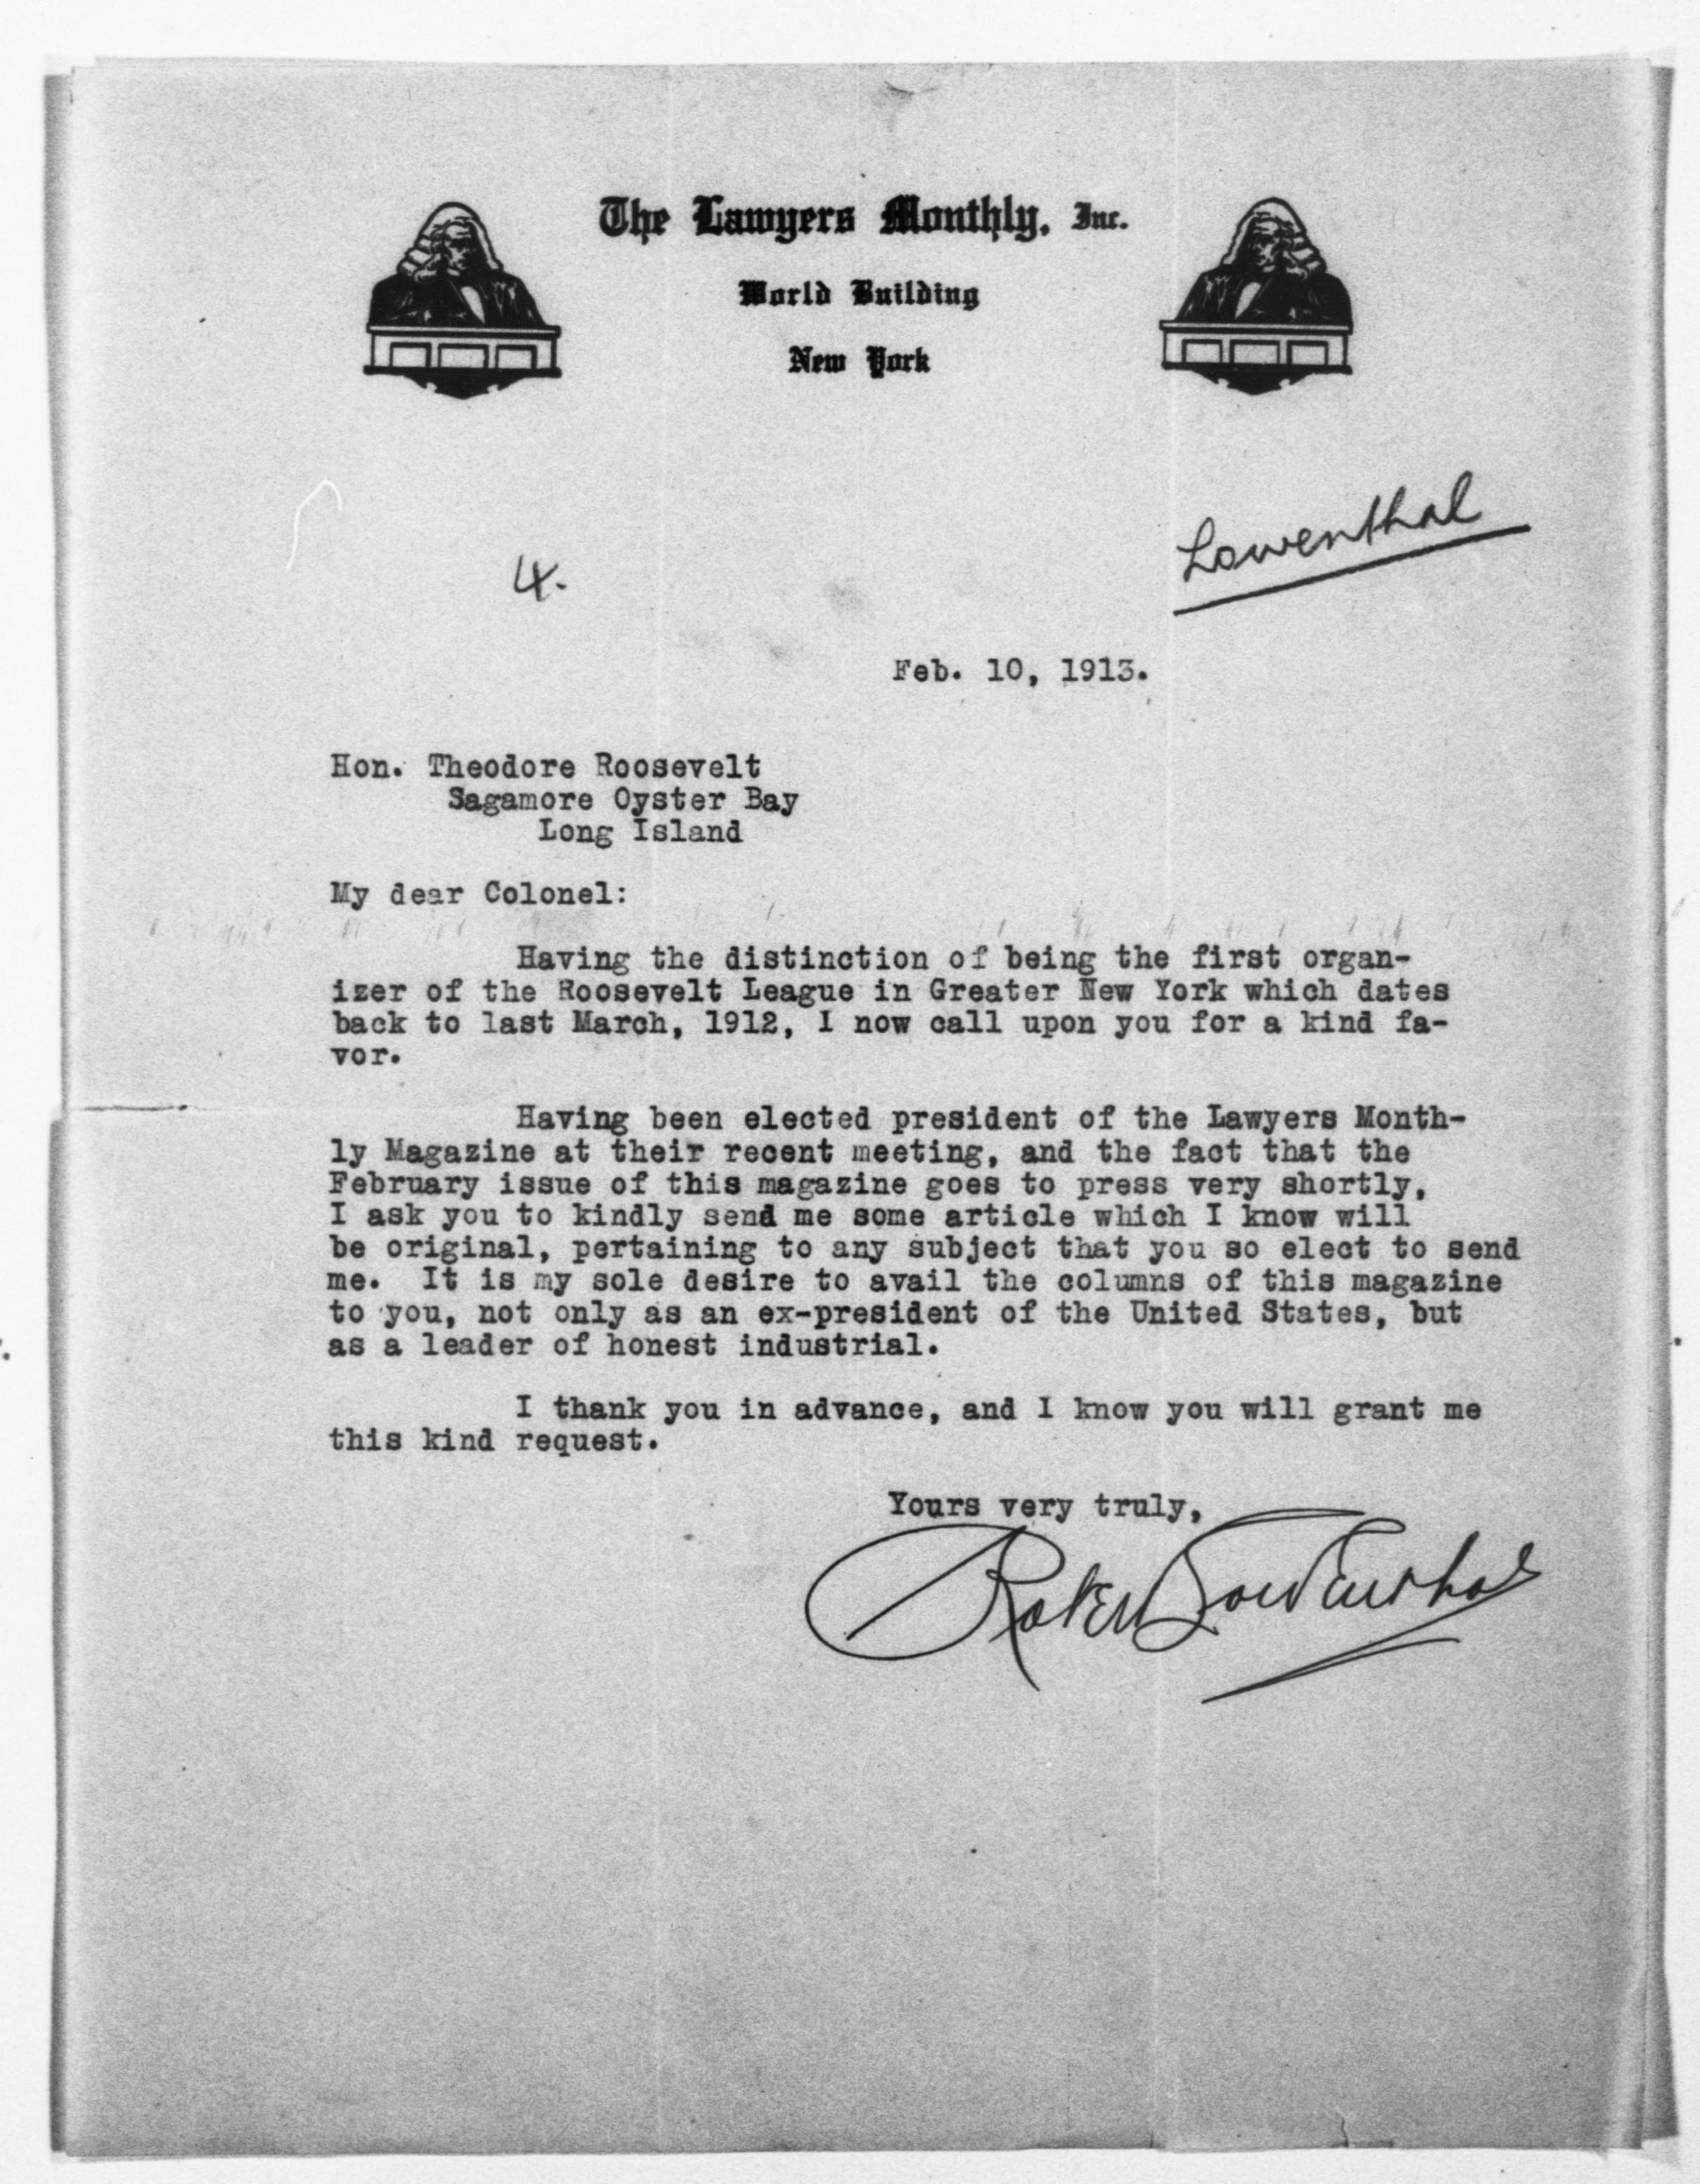 The Lawyers Monthly, Inc.
World Building
New York
Lowenthal
4.
Feb. 10, 1913.
Hon. Theodore Roosevelt
Sagamore Oyster Bay
Long Island
My dear Colonel:
Having the distinction of being the first organ-
izer of the Roosevelt League in Greater New York which dates
back to last March, 1912, I now call upon you for a kind fa-
vor.
Having been elected president of the Lawyers Month-
ly Magazine at their recent meeting, and the fact that the
February issue of this magazine goes to press very shortly,
I ask you to kindly send me some article which I know will
be original, pertaining to any subject that you so elect to send
me. It is my sole desire to avail the columns of this magazine
to you, not only as an ex-president of the United States, but
as a leader of honest industrial.
I thank you in advance, and I know you will grant me
this kind request.
Yours very truly,
Lowenthal